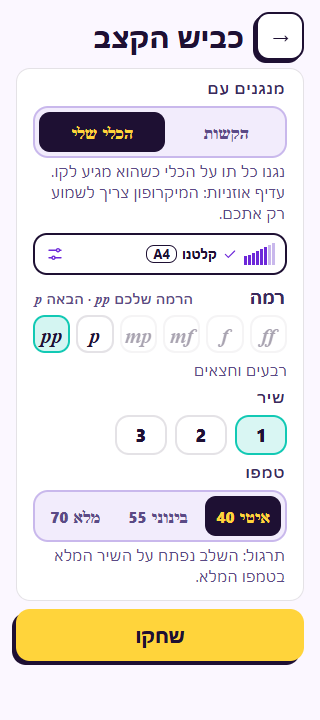 → כביש הקצב
מנגנים עם
הקשות הכלי שלי
נגנו כל תו על הכלי כשהוא מגיע לקו.
עדיף אוזניות: המיקרופון צריך לשמוע
רק אתכם.
✓ קלטנו A4
רמה הרמה שלכם pp · הבאה p
ff f mf mp p pp
רבעים וחצאים
שיר
1 2 3
טמפו
איטי 40 בינוני 55 מלא 70
תרגול: השלב נפתח על השיר המלא
בטמפו המלא.
שחקו